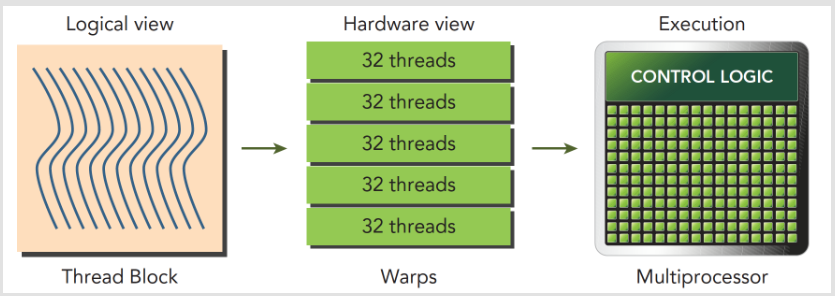 Logical view
Hardware view
Execution
32 threads
32 threads
32 threads
32 threads
32 threads
CONTROL LOGIC
Thread Block
Warps
Multiprocessor